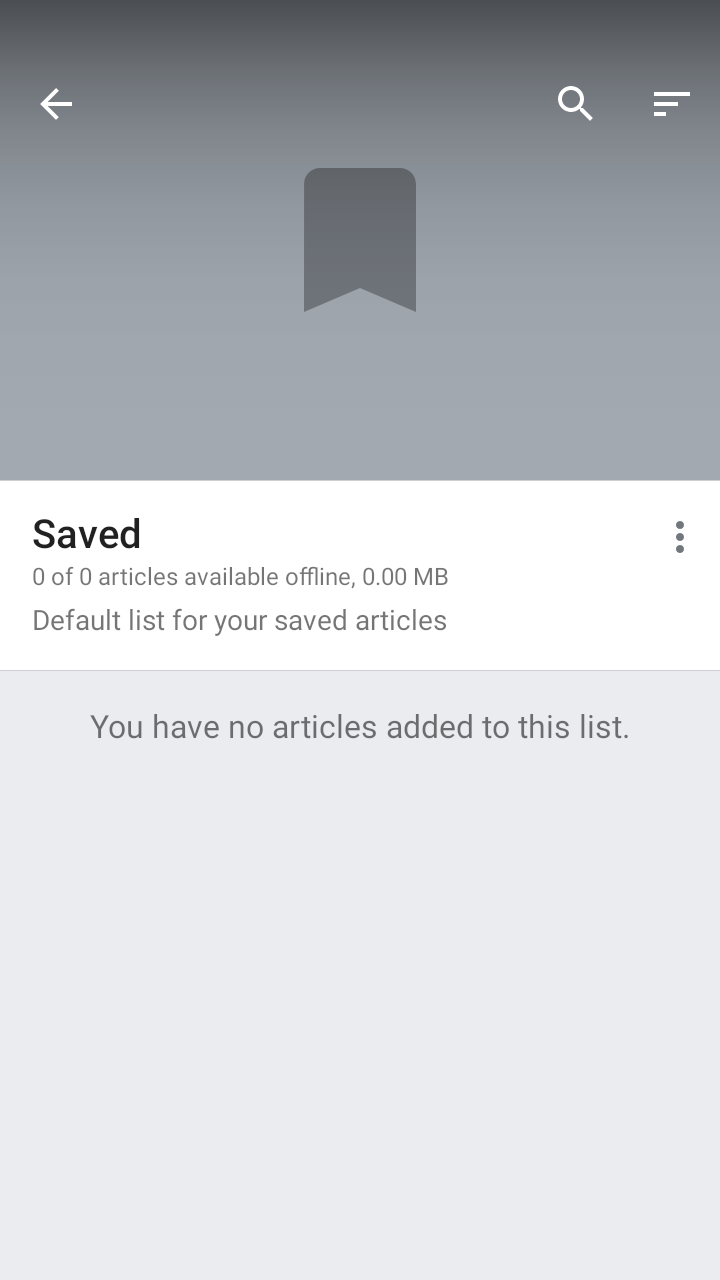 Saved
0 of 0 articles available offline, 0.00 MB
Default list for your saved articles
You have no articles added to this list.